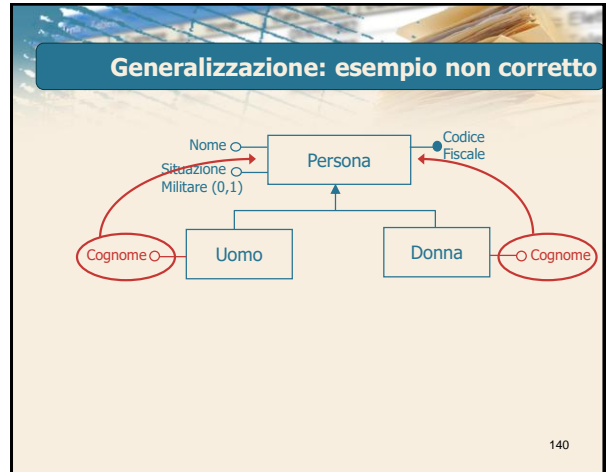 Generalizzazione: esempio non corretto
Nome
Persona
Codice
Fiscale
Situazione
Militare (0,1)
Cognome
Uomo
Donna
Cognome
140